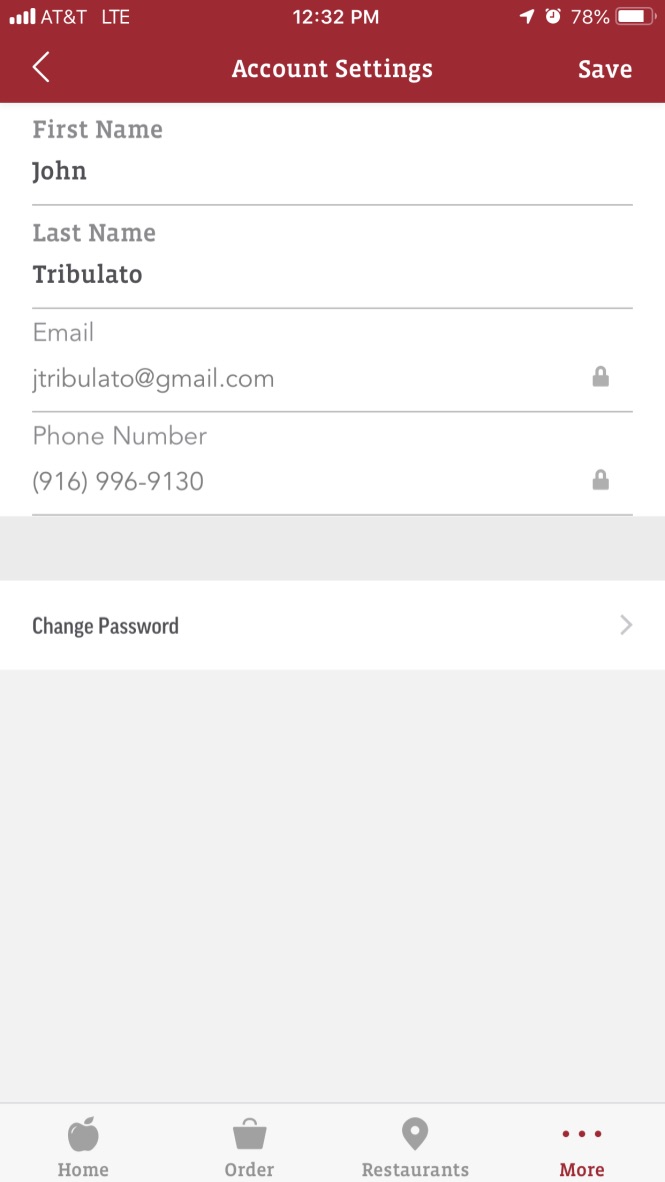 AT&T LTE 12:32 PM 78%
Account Settings Save
First Name
John
Last Name
Tribulato
Email
jtribulato@gmail.com
Phone Number
(916) 996-9130
Change Password
Home Order Restaurants More